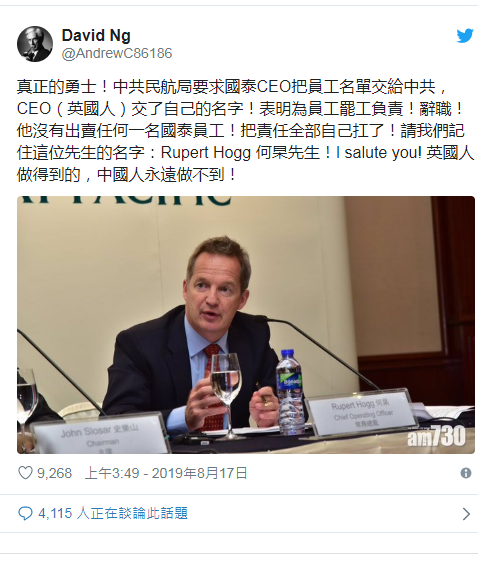 David Ng
@AndrewC86186
真正的勇士！中共民航局要求國泰CEO把員工名單交給中共，
CEO（英國人）交了自己的名字！表明為員工罷工負責！辭職！
他沒有出賣任何一名國泰員工！把責任全部自己扛了！請我們記
住這位先生的名字：Rupert Hogg 何杲先生！I salute you! 英國人
做得到的，中國人永遠做不到！
PACIFIC
John Slosar 史樂山
Chairman
主席
Rupert Hogg 何杲
Chief Operating Officer
常務總裁
am730
9,268 上午3:49 - 2019年8月17日
4,115 人正在談論此話題